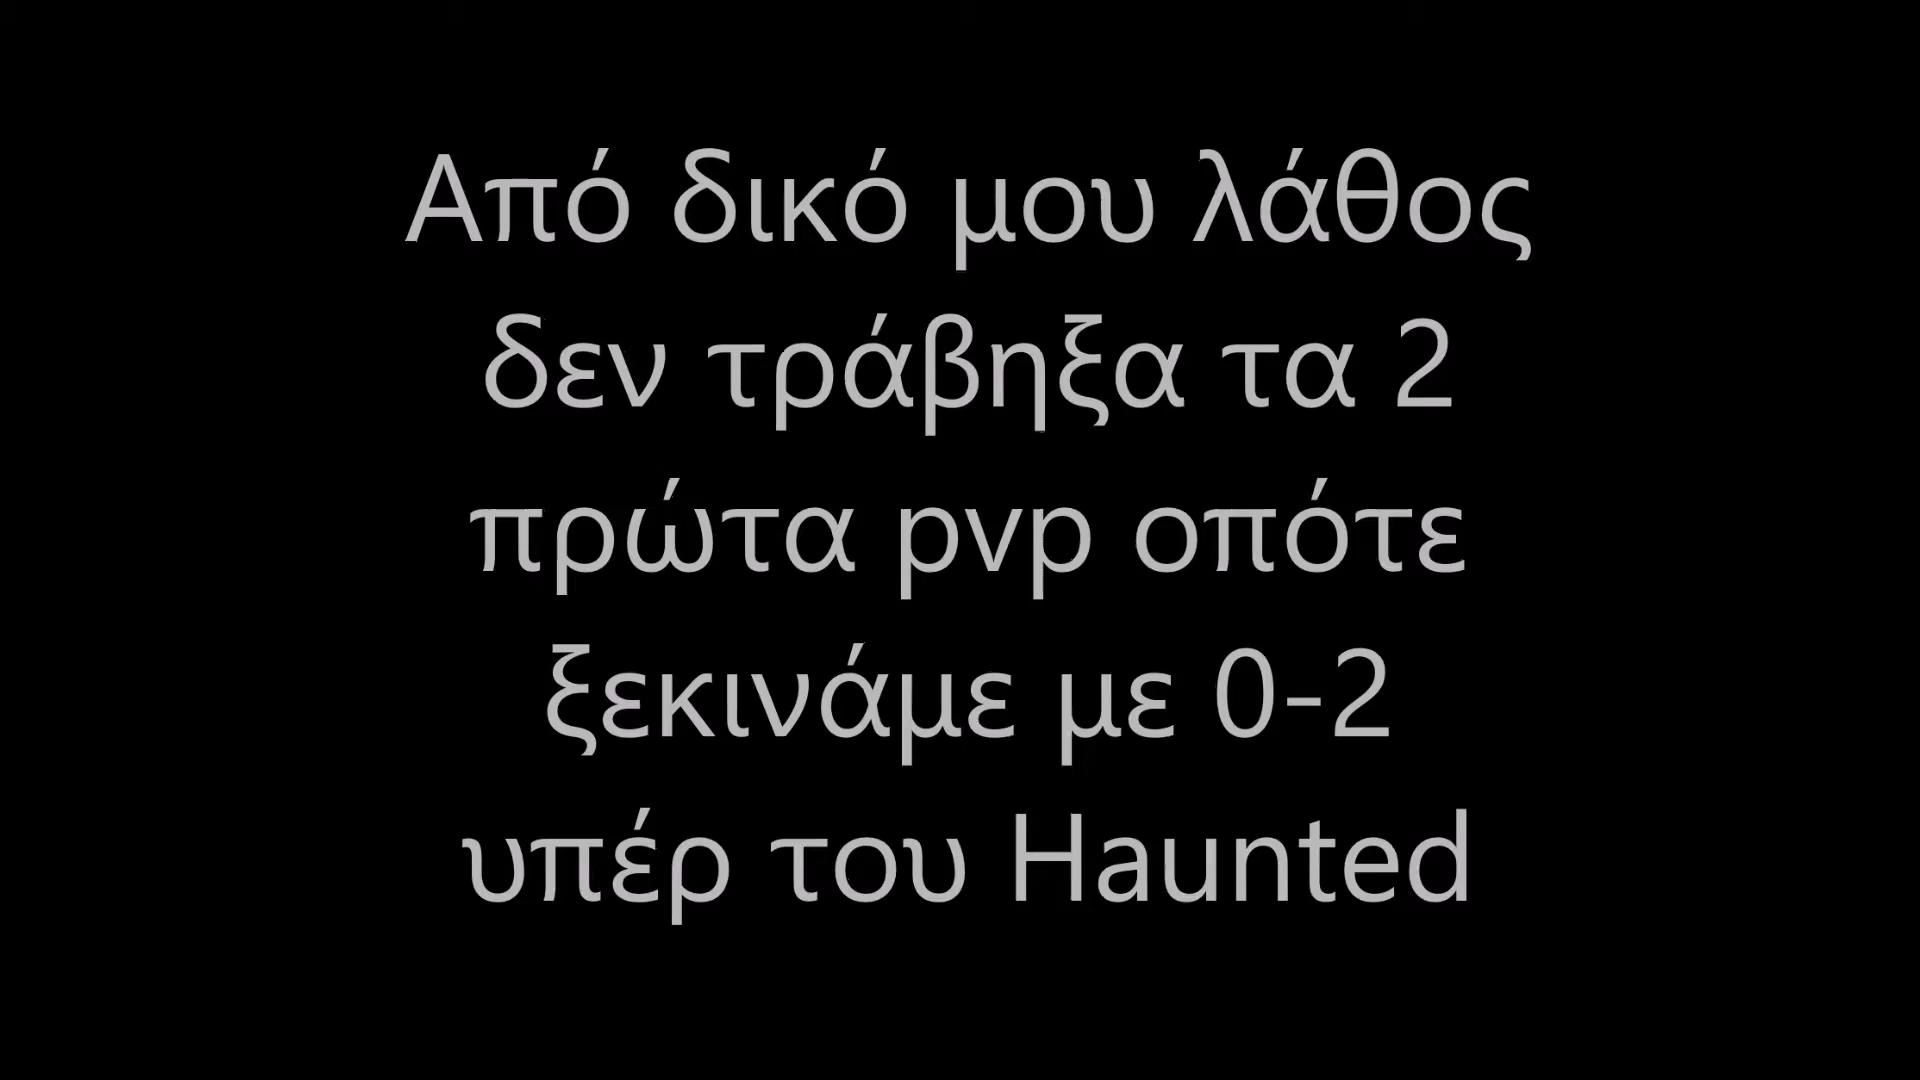 Από δικό μου λάθος
δεν τράβηξα τα 2
πρώτα pvp οπότε
ξεκινάμε με 0-2
υπέρ του Haunted